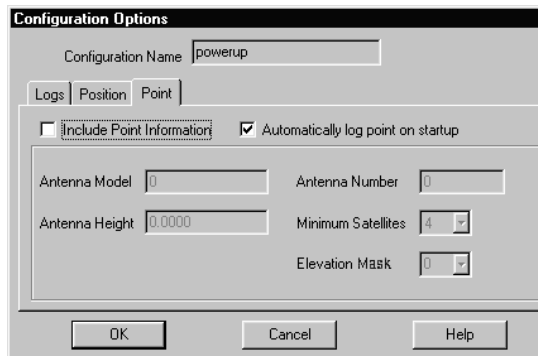 Configuration Options
Configuration Name powerup
Logs Position Point
Include Point Information Automatically log point on startup
Antenna Model 0 Antenna Number 0
Antenna Height 0.0000 Minimum Satellites 4
Elevation Mask 0
OK Cancel Help